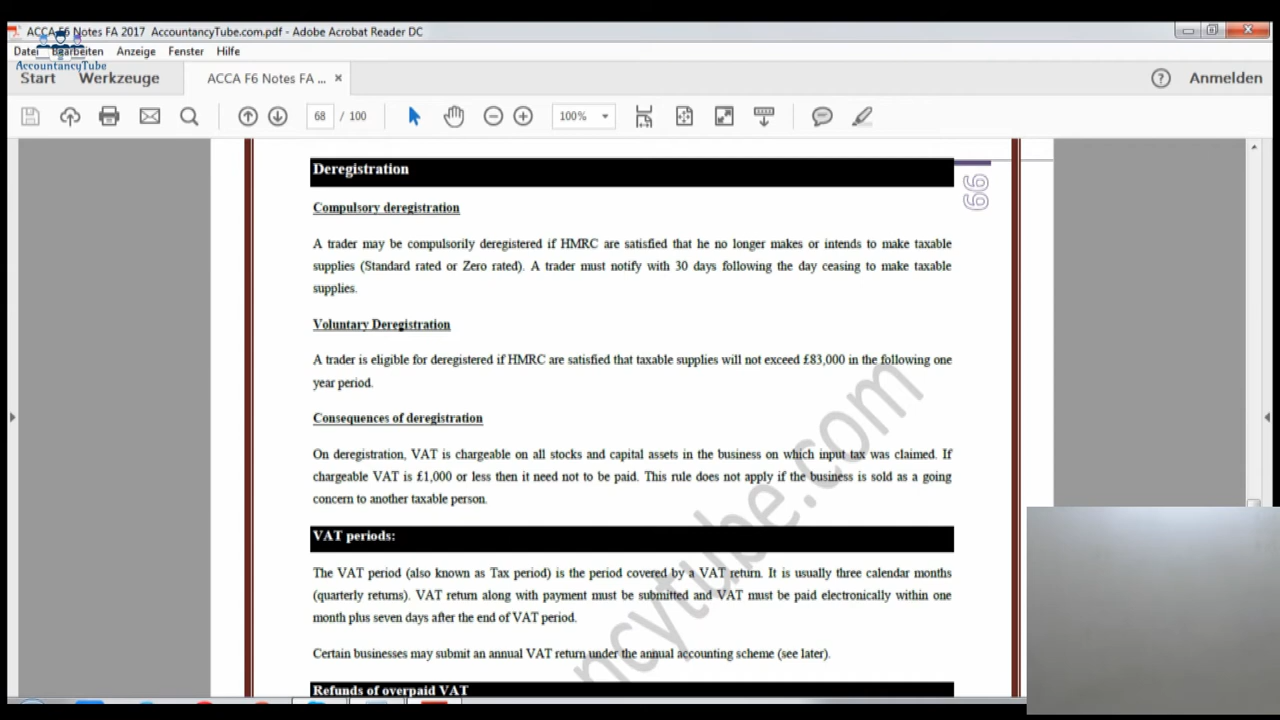 ACCA F6 Notes FA 2017 AccountancyTube.com.pdf - Adobe Acrobat Reader DC
Datei Bearbeiten Anzeige Fenster Hilfe
AccountancyTube
Start Werkzeuge ACCA F6 Notes FA ... × ? Anmelden
68 / 100 100%
Deregistration
66
Compulsory deregistration
A trader may be compulsorily deregistered if HMRC are satisfied that he no longer makes or intends to make taxable
supplies (Standard rated or Zero rated). A trader must notify with 30 days following the day ceasing to make taxable
supplies.
Voluntary Deregistration
A trader is eligible for deregistered if HMRC are satisfied that taxable supplies will not exceed £83,000 in the following one
year period.
Consequences of deregistration
On deregistration, VAT is chargeable on all stocks and capital assets in the business on which input tax was claimed. If
chargeable VAT is £1,000 or less then it need not to be paid. This rule does not apply if the business is sold as a going
concern to another taxable person.
VAT periods:
The VAT period (also known as Tax period) is the period covered by a VAT return. It is usually three calendar months
(quarterly returns). VAT return along with payment must be submitted and VAT must be paid electronically within one
month plus seven days after the end of VAT period.
Certain businesses may submit an annual VAT return under the annual accounting scheme (see later).
Refunds of overpaid VAT
ncytube.com